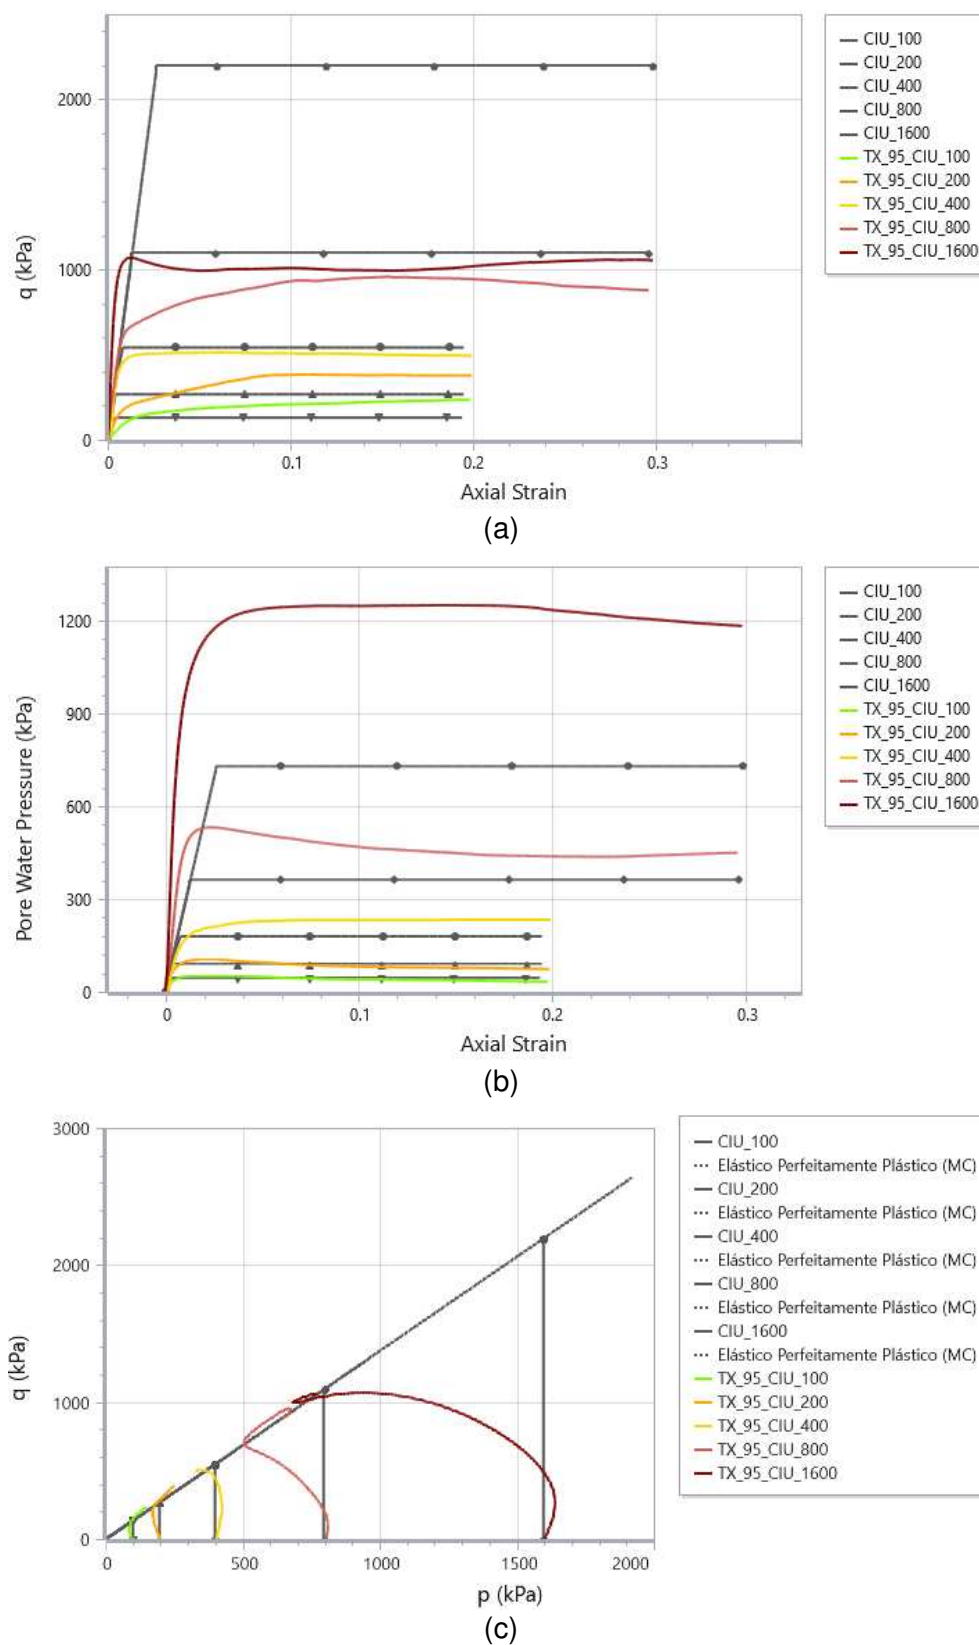 2000
1000
0
q (kPa)
0
0.1
0.2
0.3
Axial Strain
CIU_100
CIU_200
CIU_400
CIU_800
CIU_1600
TX_95_CIU_100
TX_95_CIU_200
TX_95_CIU_400
TX_95_CIU_800
TX_95_CIU_1600
(a)
1200
900
600
300
0
Pore Water Pressure (kPa)
0
0.1
0.2
0.3
Axial Strain
CIU_100
CIU_200
CIU_400
CIU_800
CIU_1600
TX_95_CIU_100
TX_95_CIU_200
TX_95_CIU_400
TX_95_CIU_800
TX_95_CIU_1600
(b)
3000
2000
1000
0
q (kPa)
0
500
1000
1500
2000
p (kPa)
CIU_100
Elástico Perfeitamente Plástico (MC)
CIU_200
Elástico Perfeitamente Plástico (MC)
CIU_400
Elástico Perfeitamente Plástico (MC)
CIU_800
Elástico Perfeitamente Plástico (MC)
CIU_1600
Elástico Perfeitamente Plástico (MC)
TX_95_CIU_100
TX_95_CIU_200
TX_95_CIU_400
TX_95_CIU_800
TX_95_CIU_1600
(c)